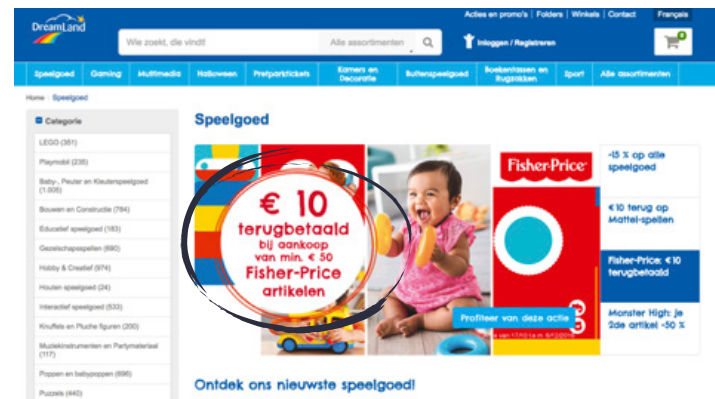 Acties en promo's | Folders | Winkels | Contact Français
DreamLand
Wie zoekt, die vindt! Alle assortimenten
Inloggen / Registreren
0
Speelgoed Gaming Multimedia Halloween Pretparktickets Kamers en Decoratie Buitenspeelgoed Boekentassen en Rugzakken Sport Alle assortimenten
Home Speelgoed
Categorie
LEGO (361)
Playmobil (235)
Baby-, Peuter en Kleuterspeelgoed
(1.005)
Bouwen en Constructie (784)
Educatief speelgoed (183)
Gezelschapsspellen (690)
Hobby & Creatief (974)
Houten speelgoed (24)
Interactief speelgoed (533)
Knuffels en Pluche figuren (200)
Muziekinstrumenten en Partymateriaal
(117)
Poppen en babypoppen (696)
Puzzels (440)
Speelgoed
€ 10
terugbetaald
bij aankoop
van min. € 50
Fisher-Price
artikelen
Fisher-Price
Profiteer van deze actie
-15 % op alle
speelgoed
€ 10 terug op
Mattel-spellen
Fisher-Price: € 10
terugbetaald
Monster High: je
2de artikel -50 %
Ontdek ons nieuwste speelgoed!